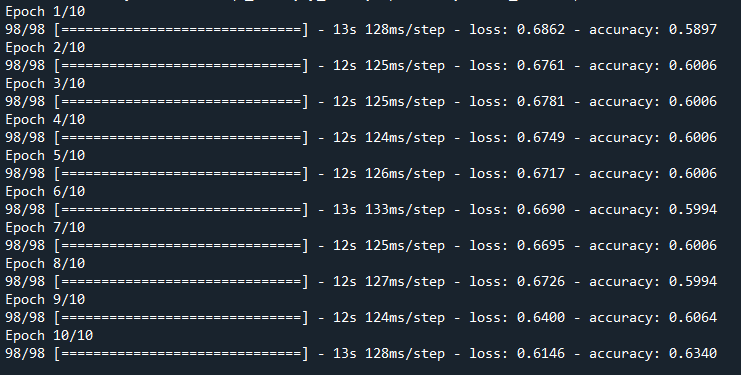 Epoch 1/10
98/98 [==============================] - 13s 128ms/step - loss: 0.6862 - accuracy: 0.5897
Epoch 2/10
98/98 [==============================] - 12s 125ms/step - loss: 0.6761 - accuracy: 0.6006
Epoch 3/10
98/98 [==============================] - 12s 125ms/step - loss: 0.6781 - accuracy: 0.6006
Epoch 4/10
98/98 [==============================] - 12s 124ms/step - loss: 0.6749 - accuracy: 0.6006
Epoch 5/10
98/98 [==============================] - 12s 126ms/step - loss: 0.6717 - accuracy: 0.6006
Epoch 6/10
98/98 [==============================] - 13s 133ms/step - loss: 0.6690 - accuracy: 0.5994
Epoch 7/10
98/98 [==============================] - 12s 125ms/step - loss: 0.6695 - accuracy: 0.6006
Epoch 8/10
98/98 [==============================] - 12s 127ms/step - loss: 0.6726 - accuracy: 0.5994
Epoch 9/10
98/98 [==============================] - 12s 124ms/step - loss: 0.6400 - accuracy: 0.6064
Epoch 10/10
98/98 [==============================] - 13s 128ms/step - loss: 0.6146 - accuracy: 0.6340